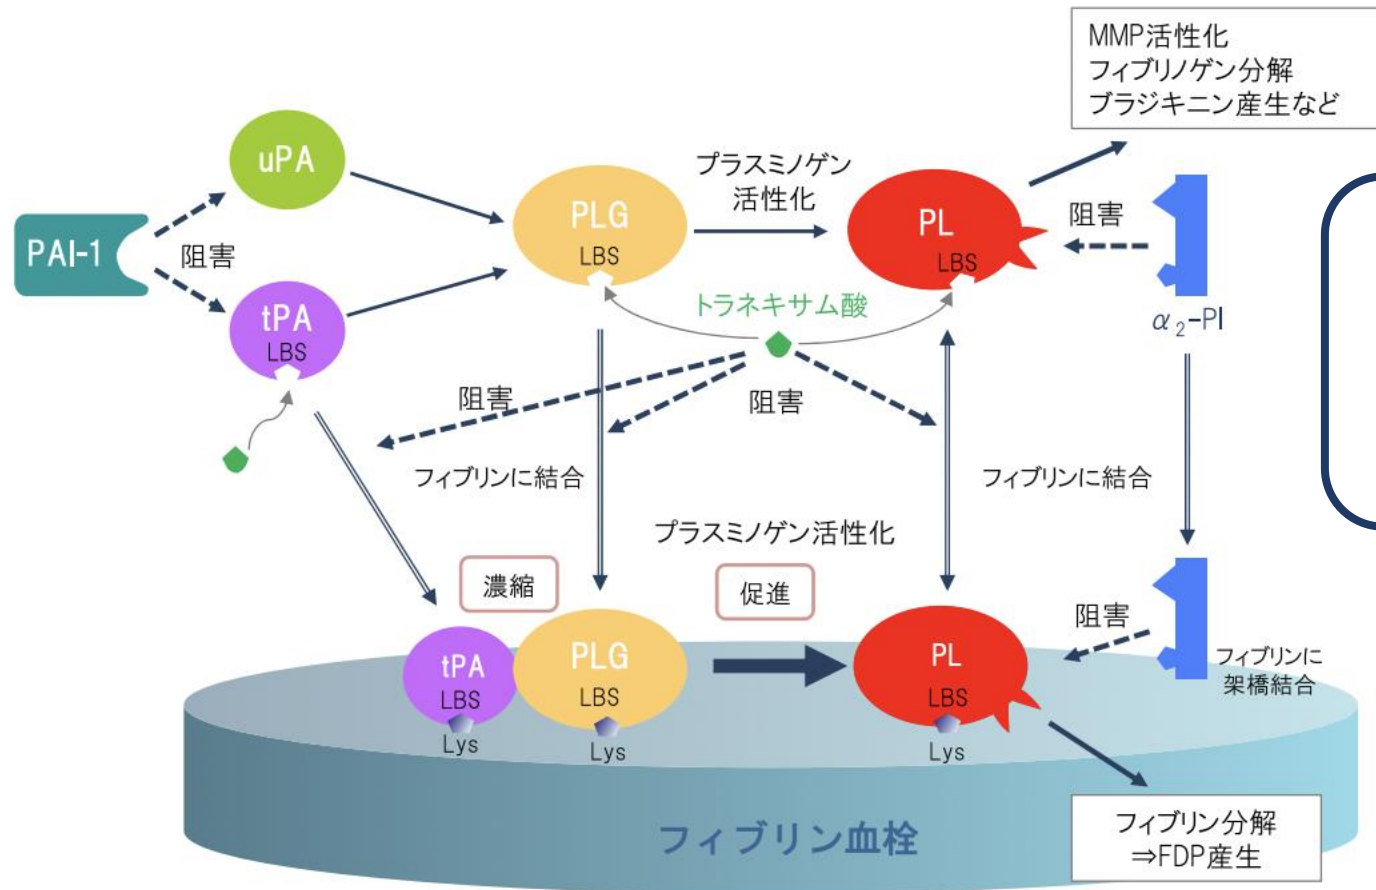 MMP活性化
フィブリノゲン分解
ブラジキニン産生など
uPA
プラスミノゲン
活性化
PLG
LBS
PL
LBS
阻害
PAI-1
阻害
tPA
LBS
トラネキサム酸
α₂-PI
阻害
阻害
フィブリンに結合
フィブリンに結合
プラスミノゲン活性化
濃縮
促進
阻害
tPA
LBS
Lys
PLG
LBS
Lys
PL
LBS
Lys
フィブリンに
架橋結合
フィブリン血栓
フィブリン分解
⇒FDP産生